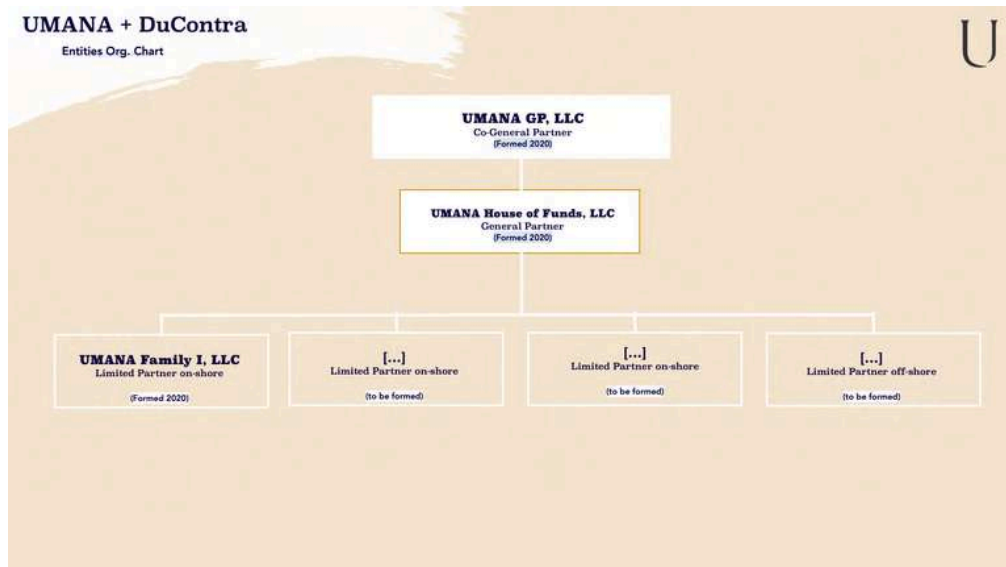 UMANA + DuContra
Entities Org. Chart
U
UMANA GP, LLC
Co-General Partner
(Formed 2020)
UMANA House of Funds, LLC
General Partner
(Formed 2020)
UMANA Family I, LLC
Limited Partner on-shore
(Formed 2020)
[...]
Limited Partner on-shore
(to be formed)
[...]
Limited Partner on-shore
(to be formed)
[...]
Limited Partner off-shore
(to be formed)